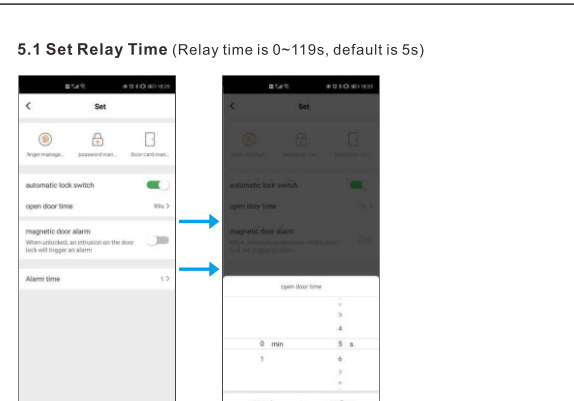 5.1 Set Relay Time (Relay time is 0~119s, default is 5s)
Set
finger manage... password man... Door card man...
automatic lock switch
open door time 99s >
magnetic door alarm
When unlocked, an intrusion on the door
lock will trigger an alarm
Alarm time 1 >
Set
automatic lock switch
open door time
magnetic door alarm
open door time
3
4
0 min 5 s
1 6
7